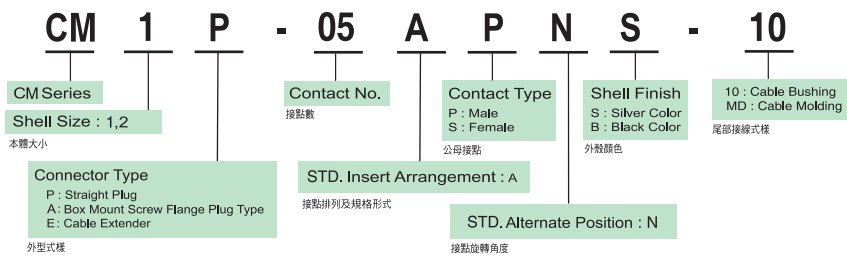 CM 1 P - 05 A P N S - 10
CM Series
Shell Size : 1,2
本體大小
Connector Type
P : Straight Plug
A : Box Mount Screw Flange Plug Type
E : Cable Extender
外型式樣
Contact No.
接點數
STD. Insert Arrangement : A
接點排列及規格形式
Contact Type
P : Male
S : Female
公母接點
STD. Alternate Position : N
接點旋轉角度
Shell Finish
S : Silver Color
B : Black Color
外殼顏色
10 : Cable Bushing
MD : Cable Molding
尾部接線式樣